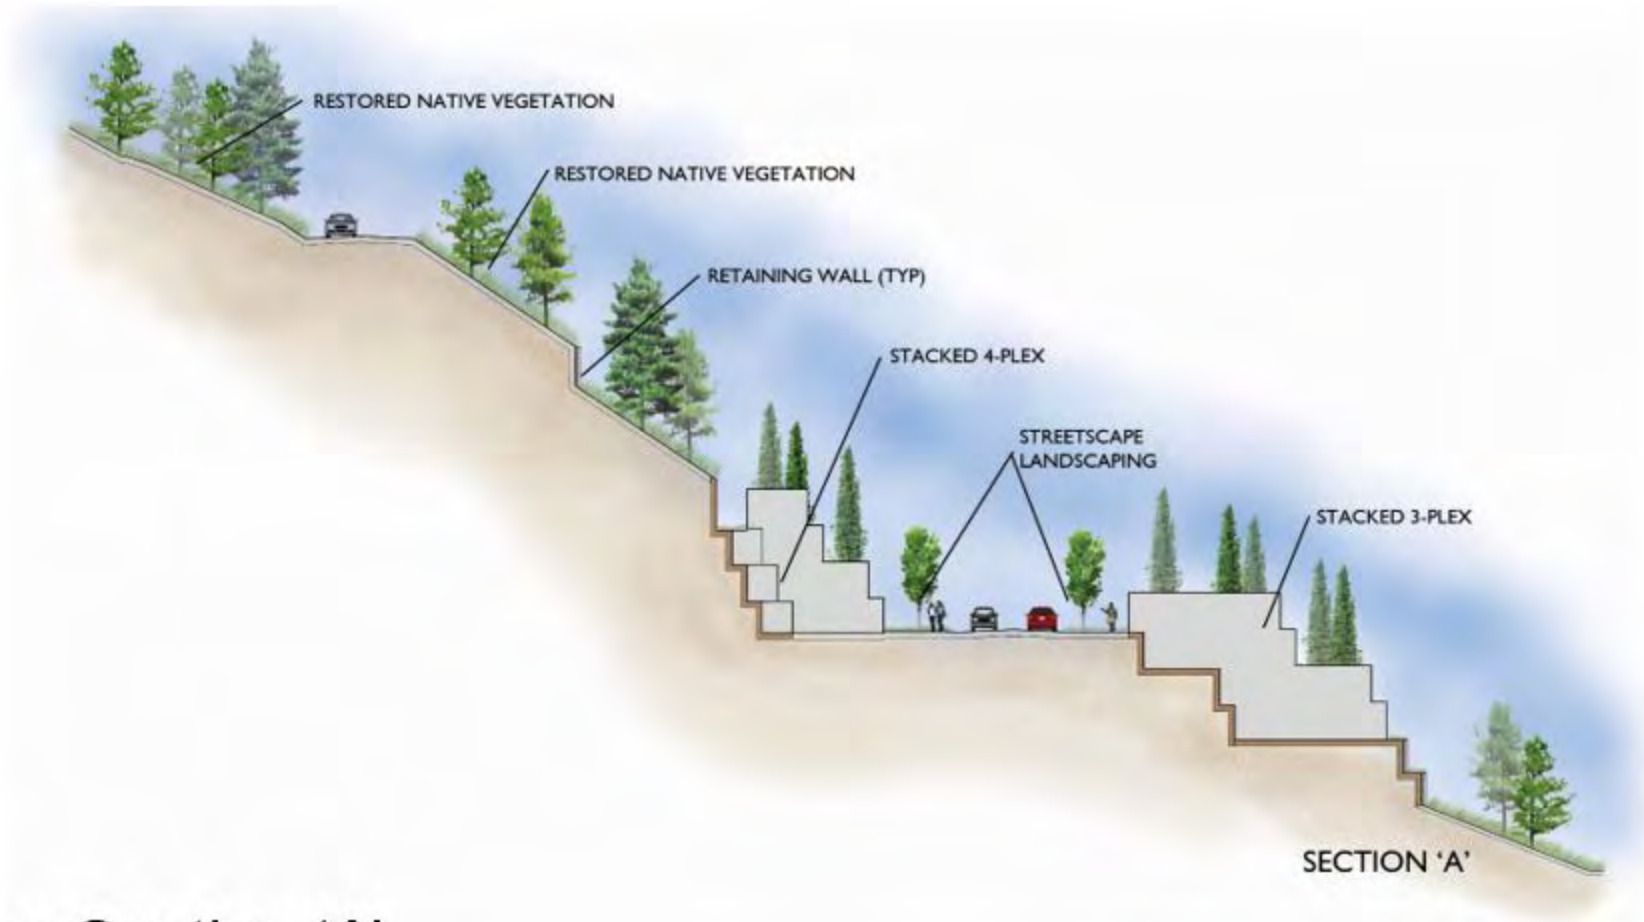 RESTORED NATIVE VEGETATION
RESTORED NATIVE VEGETATION
RETAINING WALL (TYP)
STACKED 4-PLEX
STREETSCAPE
LANDSCAPING
STACKED 3-PLEX
SECTION ‘A’